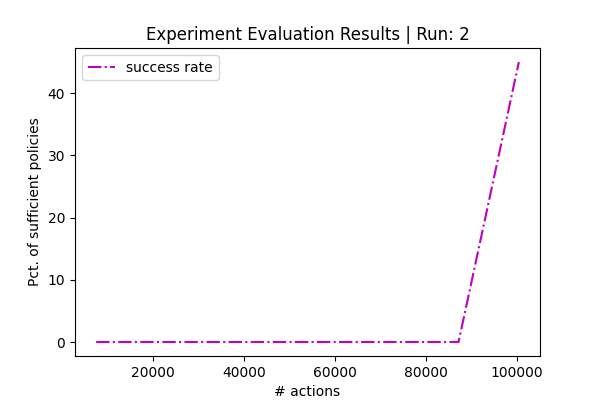 Experiment Evaluation Results | Run: 2
success rate
Pct. of sufficient policies
40
30
20
10
0
20000 40000 60000 80000 100000
# actions